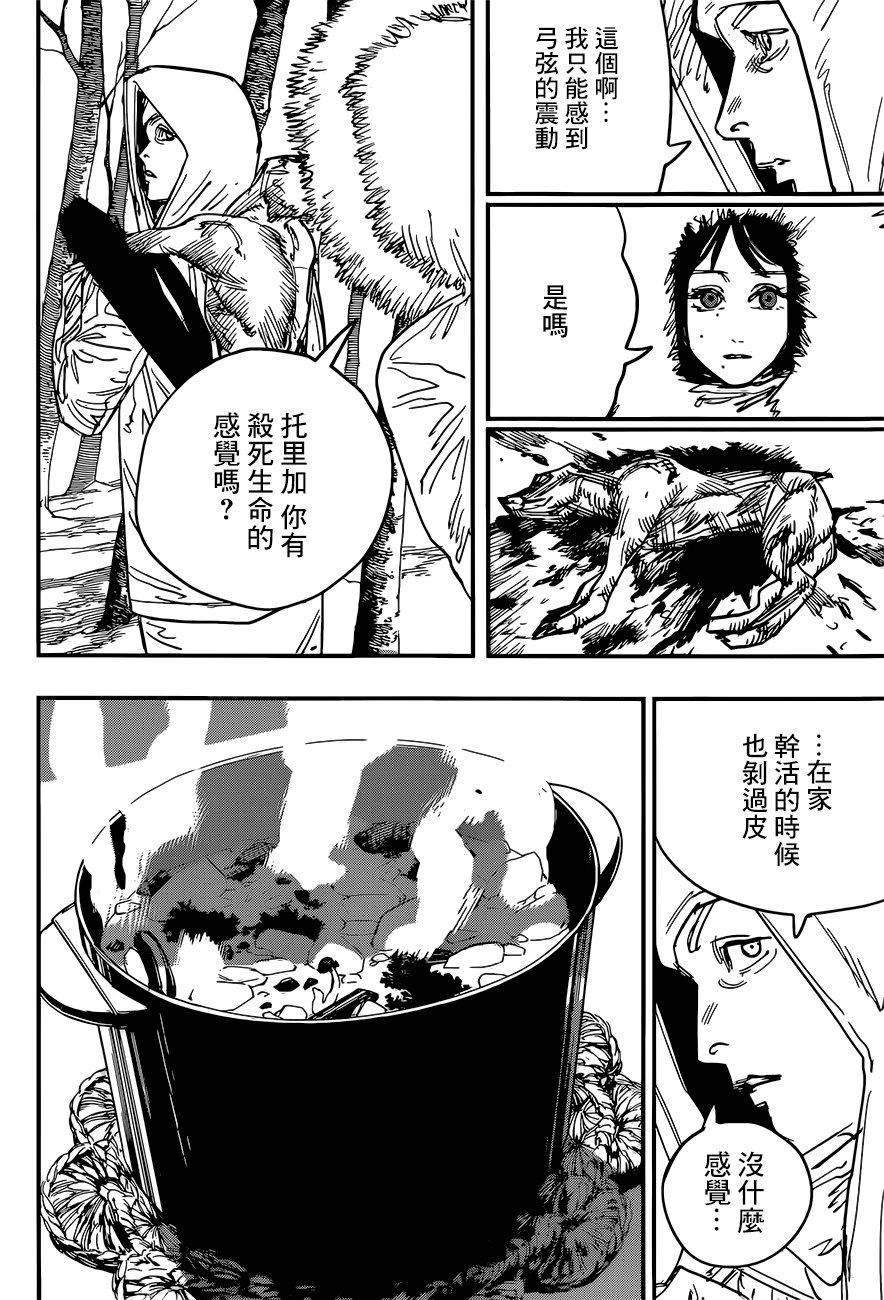 這個啊…
我只能感到
弓弦的震動
是嗎
托里加 你有
殺死生命的
感覺嗎？
…在家
幹活的時候
也剝過皮
沒什麼
感覺…